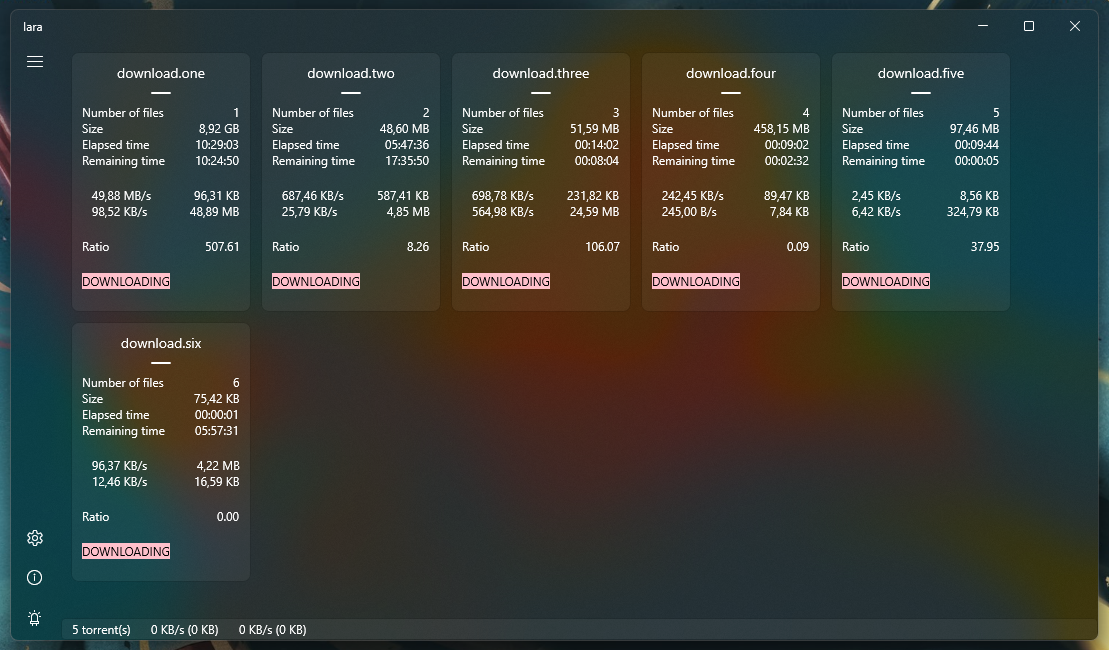 lara
download.one
Number of files 1
Size 8,92 GB
Elapsed time 10:29:03
Remaining time 10:24:50
49,88 MB/s 96,31 KB
98,52 KB/s 48,89 MB
Ratio 507.61
DOWNLOADING
download.two
Number of files 2
Size 48,60 MB
Elapsed time 05:47:36
Remaining time 17:35:50
687,46 KB/s 587,41 KB
25,79 KB/s 4,85 MB
Ratio 8.26
DOWNLOADING
download.three
Number of files 3
Size 51,59 MB
Elapsed time 00:14:02
Remaining time 00:08:04
698,78 KB/s 231,82 KB
564,98 KB/s 24,59 MB
Ratio 106.07
DOWNLOADING
download.four
Number of files 4
Size 458,15 MB
Elapsed time 00:09:02
Remaining time 00:02:32
242,45 KB/s 89,47 KB
245,00 B/s 7,84 KB
Ratio 0.09
DOWNLOADING
download.five
Number of files 5
Size 97,46 MB
Elapsed time 00:09:44
Remaining time 00:00:05
2,45 KB/s 8,56 KB
6,42 KB/s 324,79 KB
Ratio 37.95
DOWNLOADING
download.six
Number of files 6
Size 75,42 KB
Elapsed time 00:00:01
Remaining time 05:57:31
96,37 KB/s 4,22 MB
12,46 KB/s 16,59 KB
Ratio 0.00
DOWNLOADING
5 torrent(s) 0 KB/s (0 KB) 0 KB/s (0 KB)